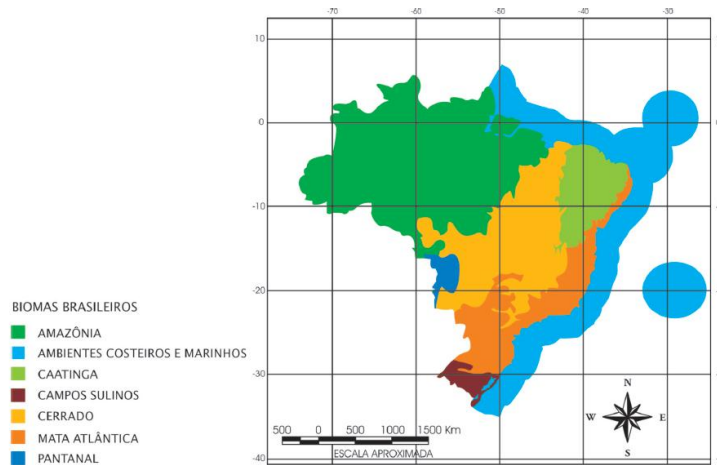 -70 -60 -50 -40 -30
10
0
-10
-20
-30
-40
BIOMAS BRASILEIROS
AMAZÔNIA
AMBIENTES COSTEIROS E MARINHOS
CAATINGA
CAMPOS SULINOS
CERRADO
MATA ATLÂNTICA
PANTANAL
500 0 500 1000 1500 Km
ESCALA APROXIMADA
N
W E
S